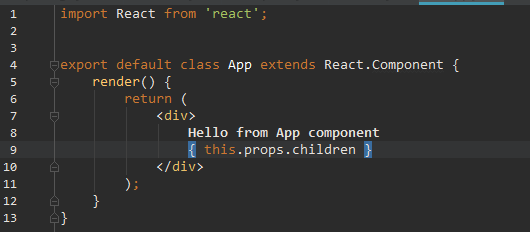 1 import React from 'react';
2
3
4 export default class App extends React.Component {
5     render() {
6         return (
7             <div>
8                 Hello from App component
9                 { this.props.children }
10             </div>
11         );
12     }
13 }